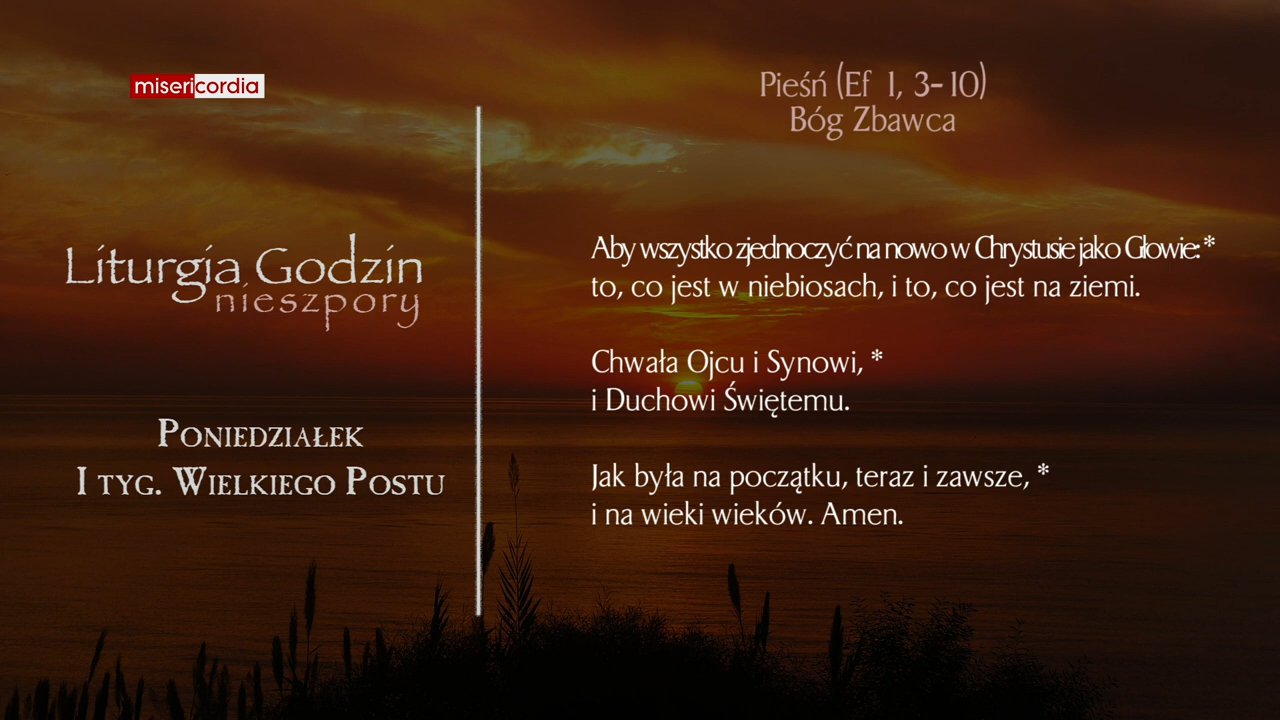 misericordia
Liturgia Godzin
nieszpory
Poniedziałek
I tyg. Wielkiego Postu
Pieśń (Ef 1, 3-10)
Bóg Zbawca
Aby wszystko zjednoczyć na nowo w Chrystusie jako Głowie: *
to, co jest w niebiosach, i to, co jest na ziemi.
Chwała Ojcu i Synowi, *
i Duchowi Świętemu.
Jak była na początku, teraz i zawsze, *
i na wieki wieków. Amen.